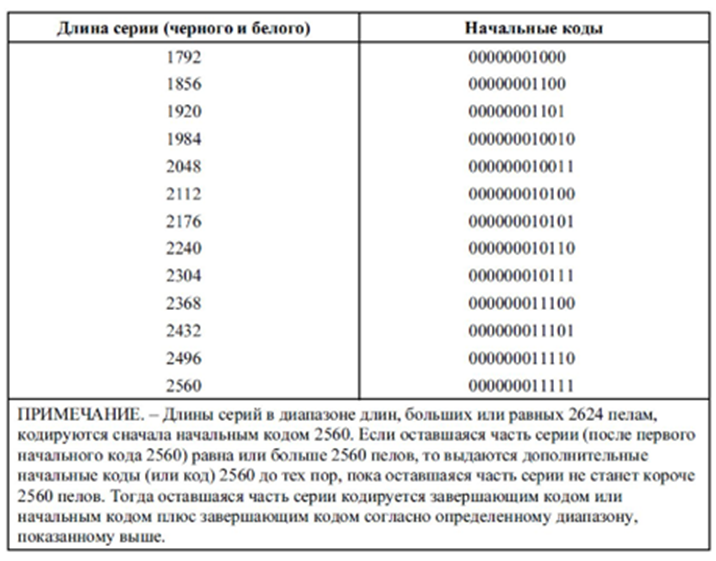 Длина серии (черного и белого) Начальные коды
1792 00000001000
1856 00000001100
1920 00000001101
1984 000000010010
2048 000000010011
2112 000000010100
2176 000000010101
2240 000000010110
2304 000000010111
2368 000000011100
2432 000000011101
2496 000000011110
2560 000000011111
ПРИМЕЧАНИЕ. – Длины серий в диапазоне длин, больших или равных 2624 пелам,
кодируются сначала начальным кодом 2560. Если оставшаяся часть серии (после первого
начального кода 2560) равна или больше 2560 пелов, то выдаются дополнительные
начальные коды (или код) 2560 до тех пор, пока оставшаяся часть серии не станет короче
2560 пелов. Тогда оставшаяся часть серии кодируется завершающим кодом или
начальным кодом плюс завершающим кодом согласно определенному диапазону,
показанному выше.